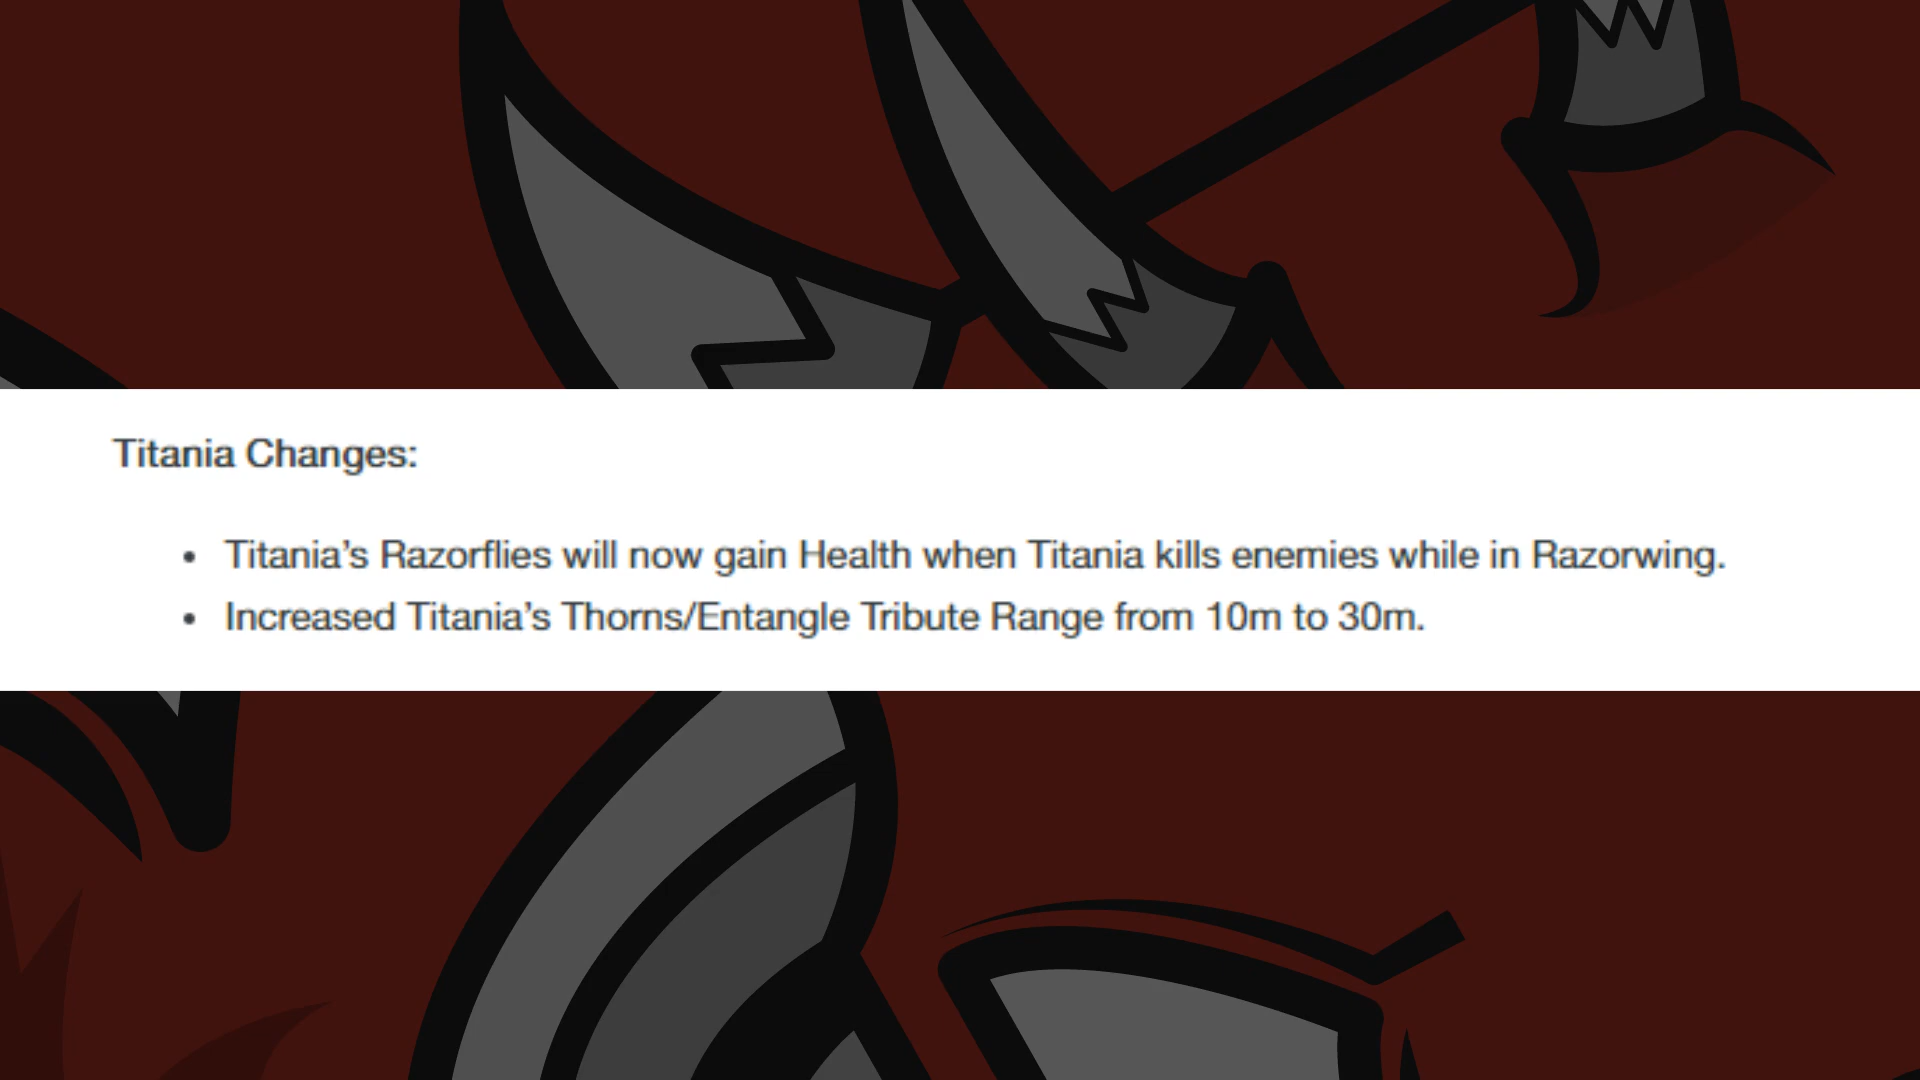 Titania Changes:
• Titania’s Razorflies will now gain Health when Titania kills enemies while in Razorwing.
• Increased Titania’s Thorns/Entangle Tribute Range from 10m to 30m.